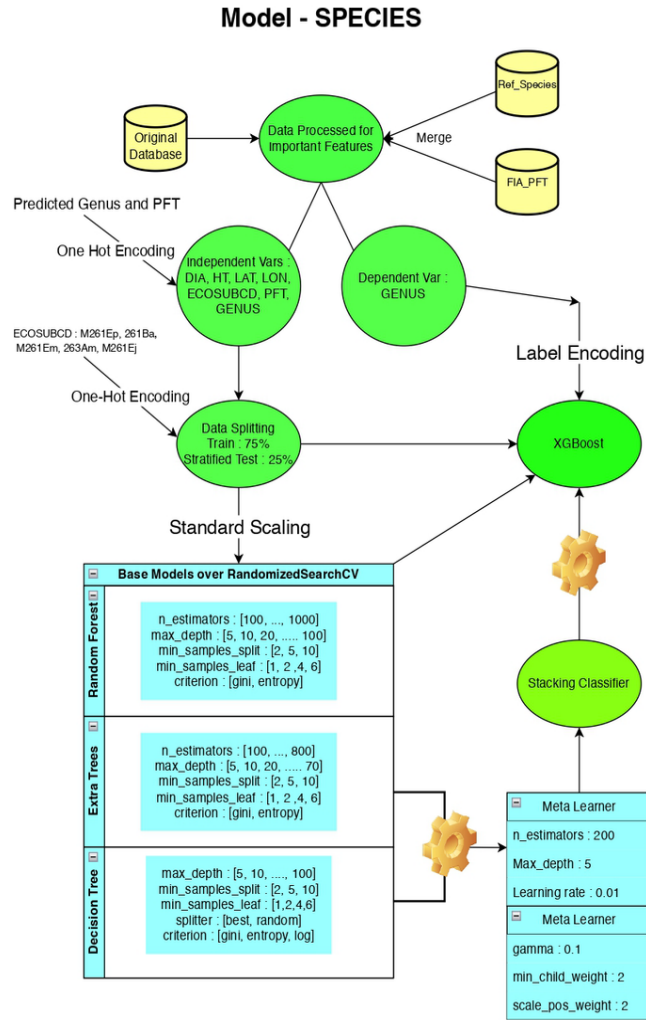 Model - SPECIES
Ref_Species
Original
Database
Data Processed for
Important Features
Merge
FIA_PFT
Predicted Genus and PFT
One Hot Encoding
Independent Vars :
DIA, HT, LAT, LON,
ECOSUBCD, PFT,
GENUS
Dependent Var :
GENUS
ECOSUBCD : M261Ep, 261Ba,
M261Em, 263Am, M261Ej
One-Hot Encoding
Label Encoding
Data Splitting
Train : 75%
Stratified Test : 25%
XGBoost
Standard Scaling
Base Models over RandomizedSearchCV
Random Forest
n_estimators : [100, ..., 1000]
max_depth : [5, 10, 20, ..... 100]
min_samples_split : [2, 5, 10]
min_samples_leaf : [1, 2 ,4, 6]
criterion : [gini, entropy]
Extra Trees
n_estimators : [100, ..., 800]
max_depth : [5, 10, 20, ..... 70]
min_samples_split : [2, 5, 10]
min_samples_leaf : [1, 2 ,4, 6]
criterion : [gini, entropy]
Decision Tree
max_depth : [5, 10, ...., 100]
min_samples_split : [2, 5, 10]
min_samples_leaf : [1,2,4,6]
splitter : [best, random]
criterion : [gini, entropy, log]
Stacking Classifier
Meta Learner
n_estimators : 200
Max_depth : 5
Learning rate : 0.01
Meta Learner
gamma : 0.1
min_child_weight : 2
scale_pos_weight : 2